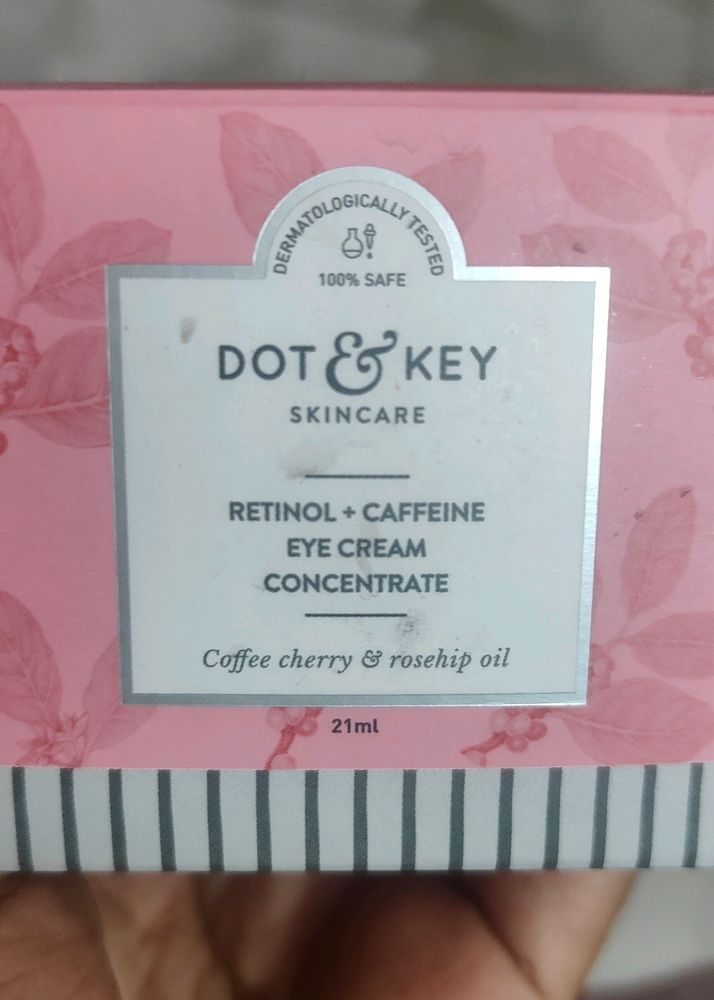 DERMATOLOGICALLY TESTED
100% SAFE
DOT & KEY
SKINCARE
RETINOL + CAFFEINE
EYE CREAM
CONCENTRATE
Coffee cherry & rosehip oil
21ml